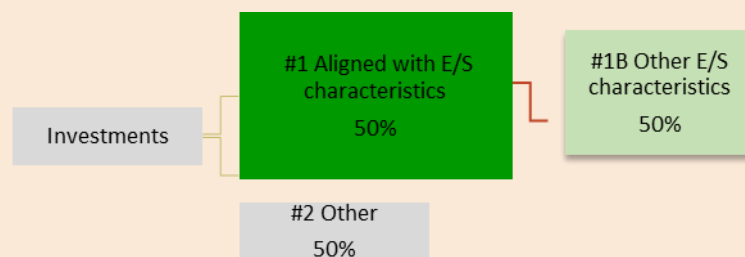 Investments
#1 Aligned with E/S
characteristics
50%
#1B Other E/S
characteristics
50%
#2 Other
50%